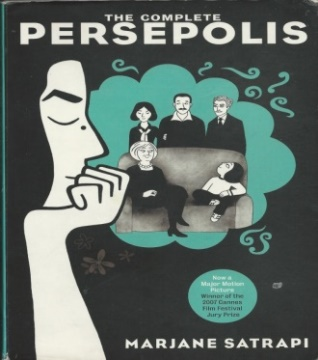 THE COMPLETE
PERSEPOLIS
Now a
Major Motion
Picture
Winner of the
2007 Cannes
Film Festival
Jury Prize
MARJANE SATRAPI